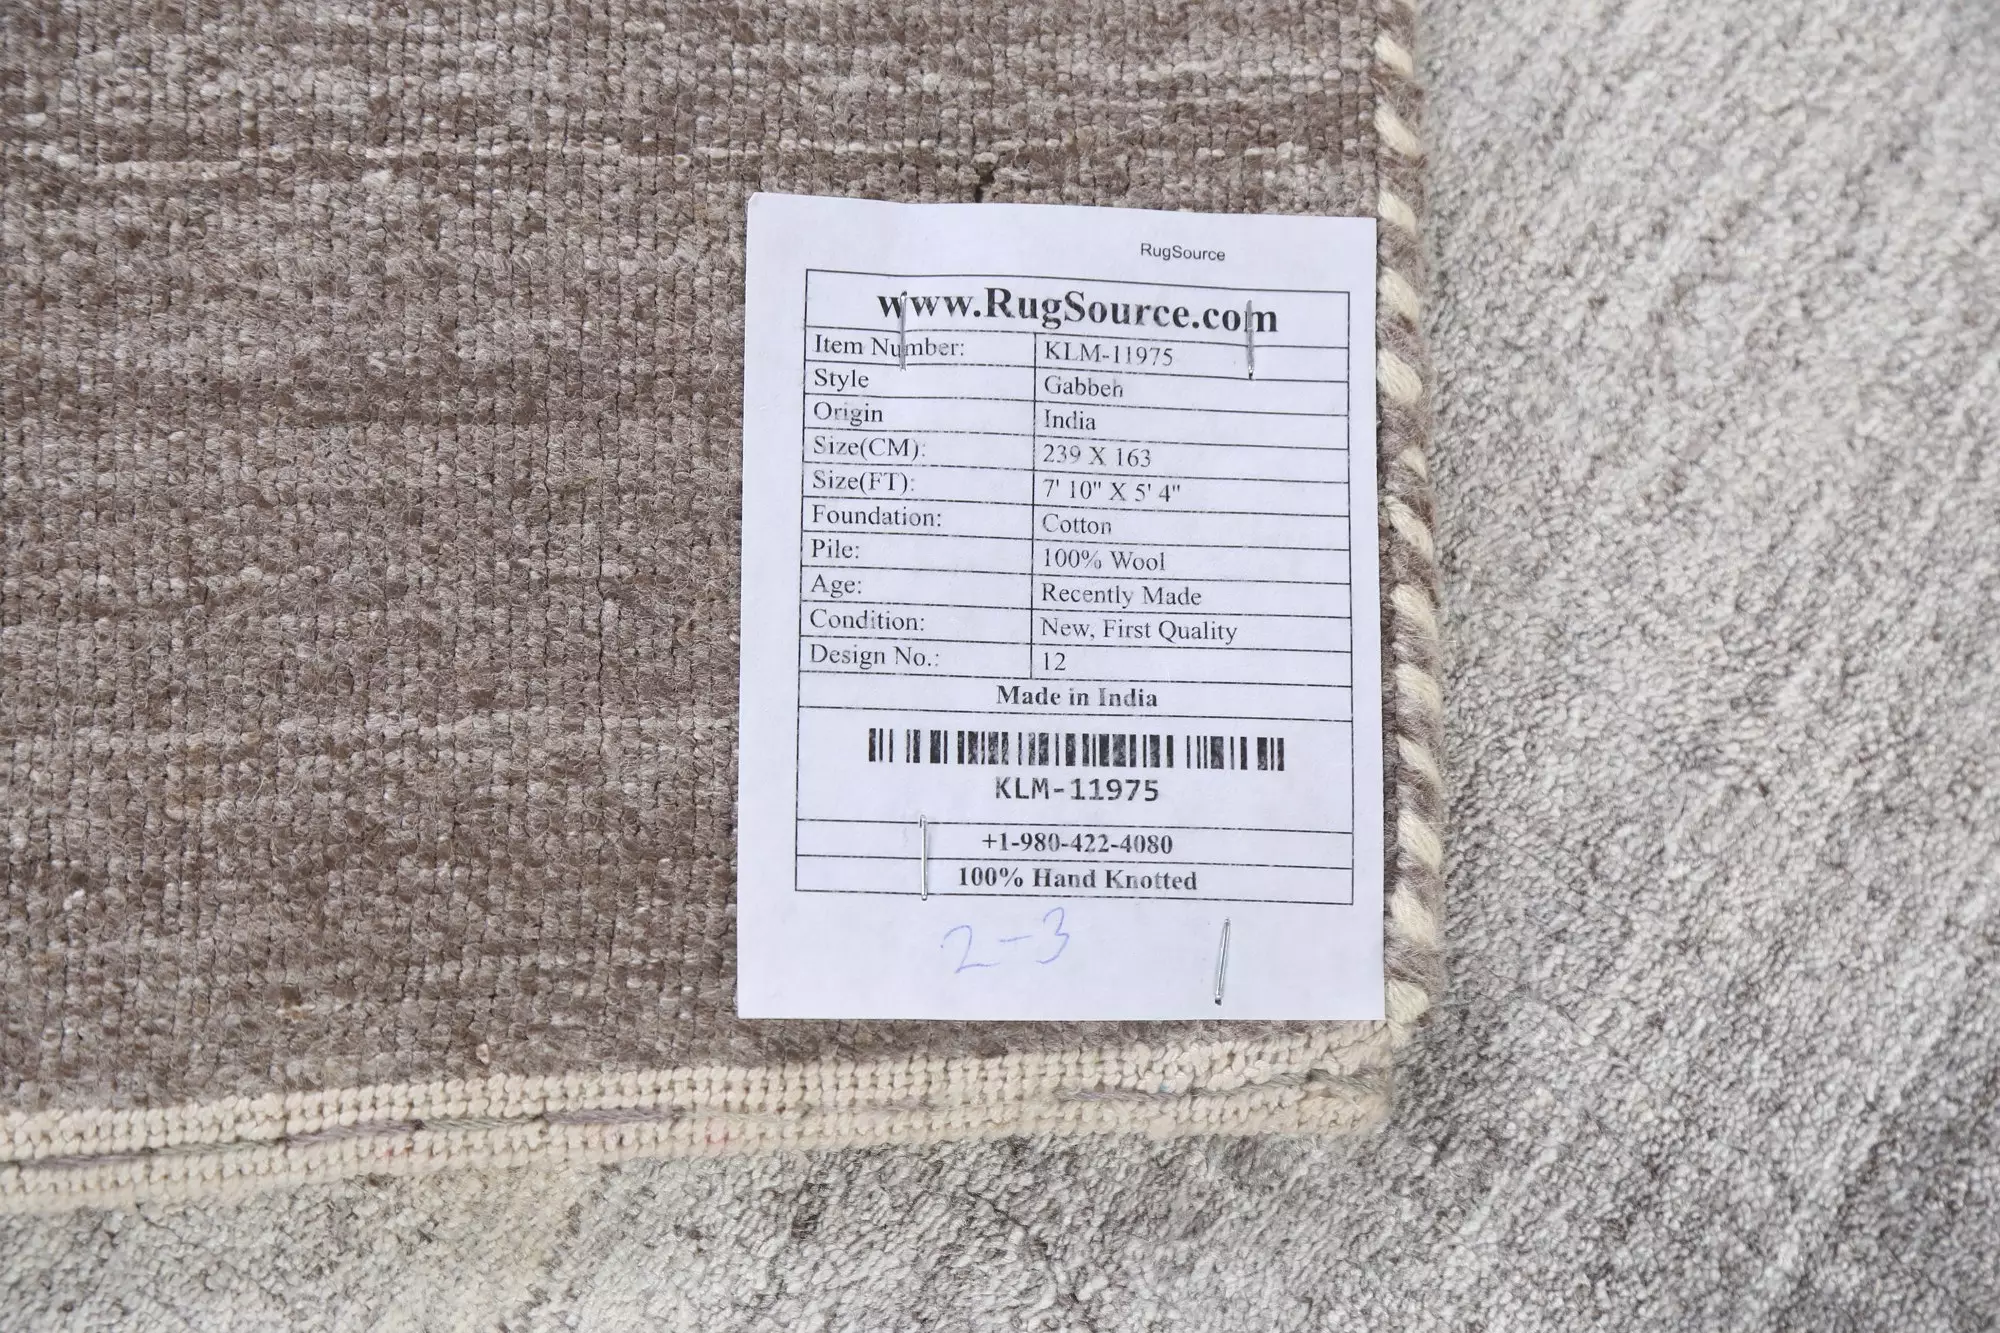 RugSource
www.RugSource.com
Item Number: KLM-11975
Style Gabbeh
Origin India
Size(CM): 239 X 163
Size(FT): 7' 10" X 5' 4"
Foundation: Cotton
Pile: 100% Wool
Age: Recently Made
Condition: New, First Quality
Design No.: 12
Made in India
KLM-11975
+1-980-422-4080
100% Hand Knotted
2-3